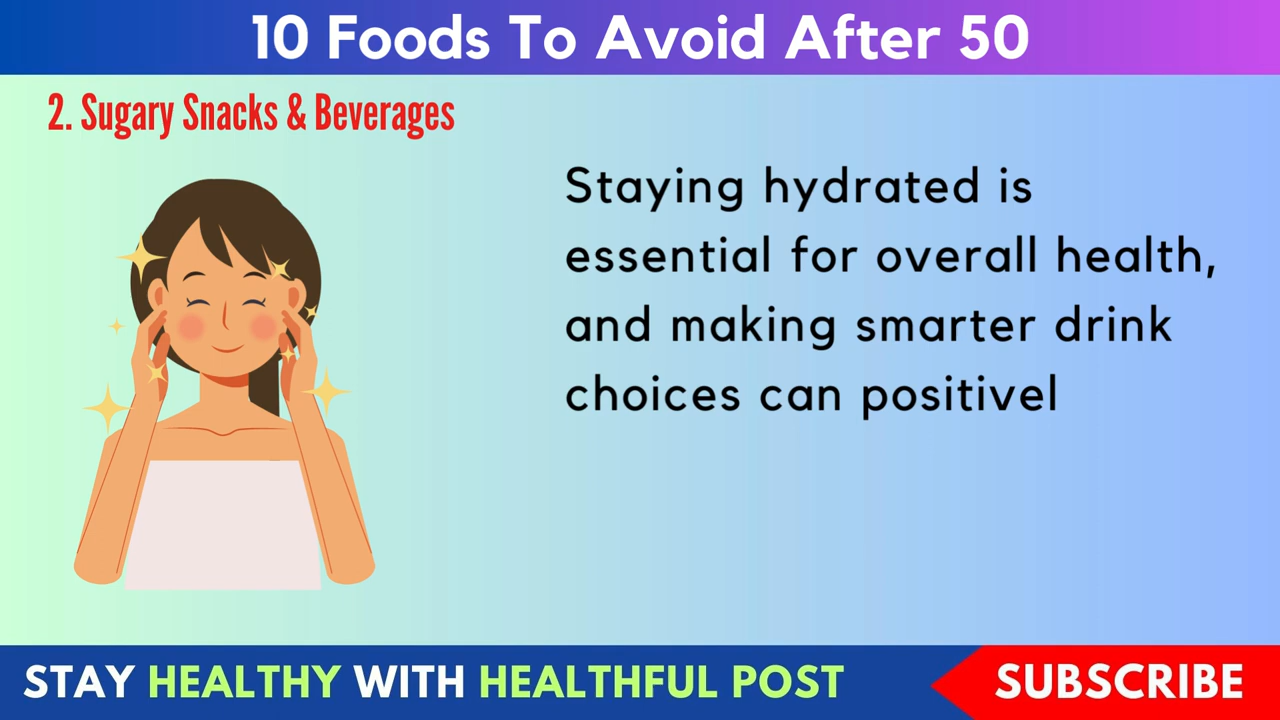 10 Foods To Avoid After 50
2. Sugary Snacks & Beverages
Staying hydrated is
essential for overall health,
and making smarter drink
choices can positivel
STAY HEALTHY WITH HEALTHFUL POST
SUBSCRIBE